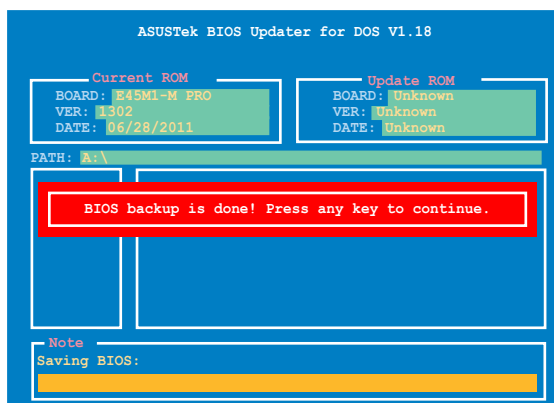 ASUSTek BIOS Updater for DOS V1.18
Current ROM
BOARD: E45M1-M PRO
VER: 1302
DATE: 06/28/2011
Update ROM
BOARD: Unknown
VER: Unknown
DATE: Unknown
PATH: A:\
BIOS backup is done! Press any key to continue.
Note
Saving BIOS: